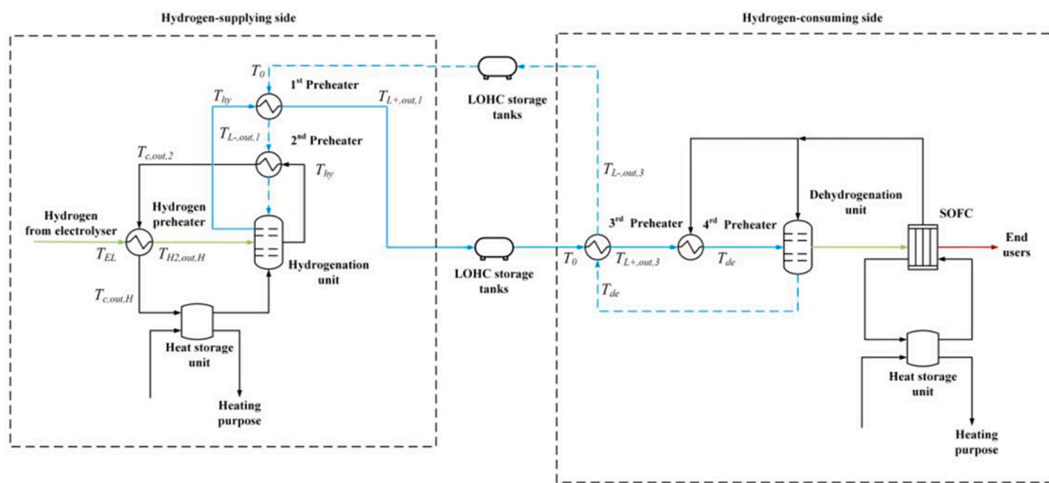 Hydrogen-supplying side
Hydrogen-consuming side
T0
1st Preheater
Thy
TL+,out,1
LOHC storage
tanks
TL-,out,1
2nd Preheater
Tc,out,2
Thy
TL-,out,3
Dehydrogenation
unit
SOFC
Hydrogen
from electrolyser
Hydrogen
preheater
3rd Preheater
4rd Preheater
End
users
TEL
TH2,out,H
Hydrogenation
unit
LOHC storage
tanks
T0
TL+,out,3
Tde
Tde
Tc,out,H
Heat storage
unit
Heat storage
unit
Heating
purpose
Heating
purpose